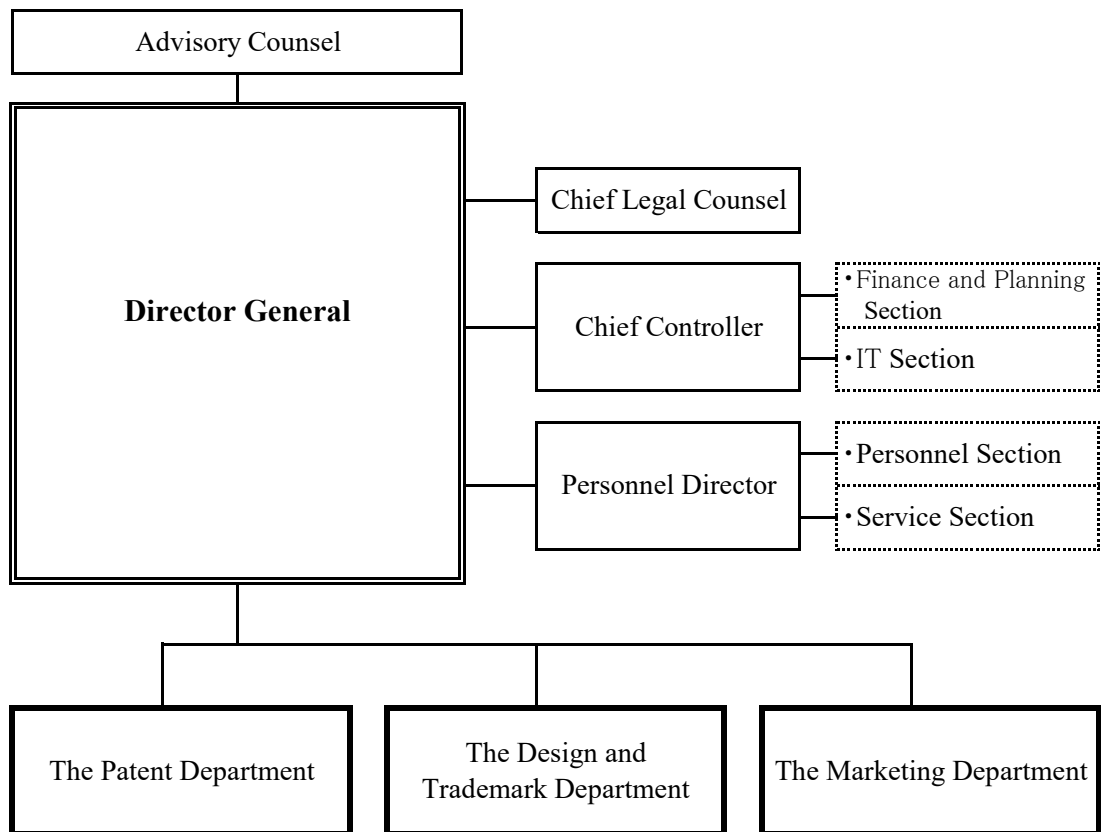 Advisory Counsel
Director General
Chief Legal Counsel
Chief Controller
・Finance and Planning
Section
・IT Section
Personnel Director
・Personnel Section
・Service Section
The Patent Department
The Design and
Trademark Department
The Marketing Department